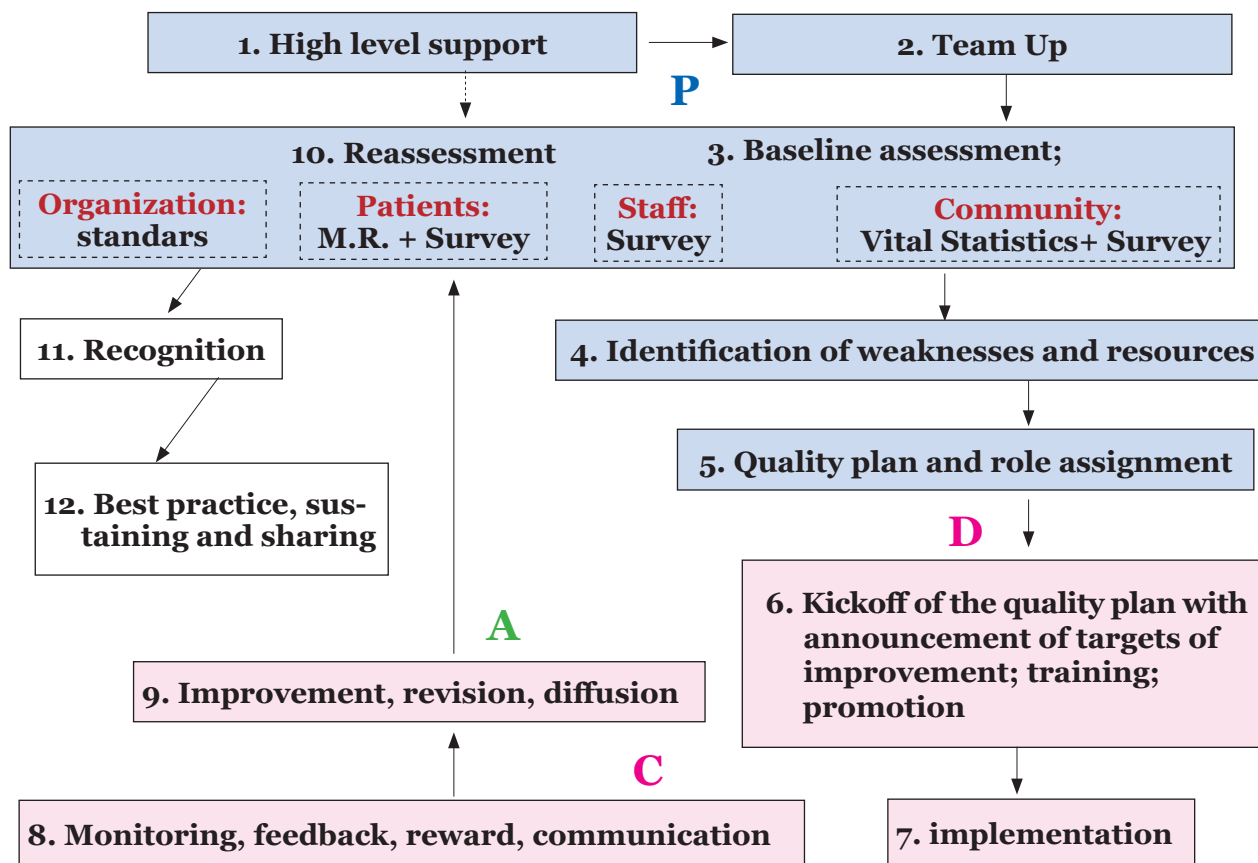 1. High level support
2. Team Up
P
10. Reassessment
3. Baseline assessment;
Organization:
standars
Patients:
M.R. + Survey
Staff:
Survey
Community:
Vital Statistics+ Survey
11. Recognition
4. Identification of weaknesses and resources
5. Quality plan and role assignment
12. Best practice, sus-
taining and sharing
D
6. Kickoff of the quality plan with
announcement of targets of
improvement; training;
promotion
A
9. Improvement, revision, diffusion
C
8. Monitoring, feedback, reward, communication
7. implementation